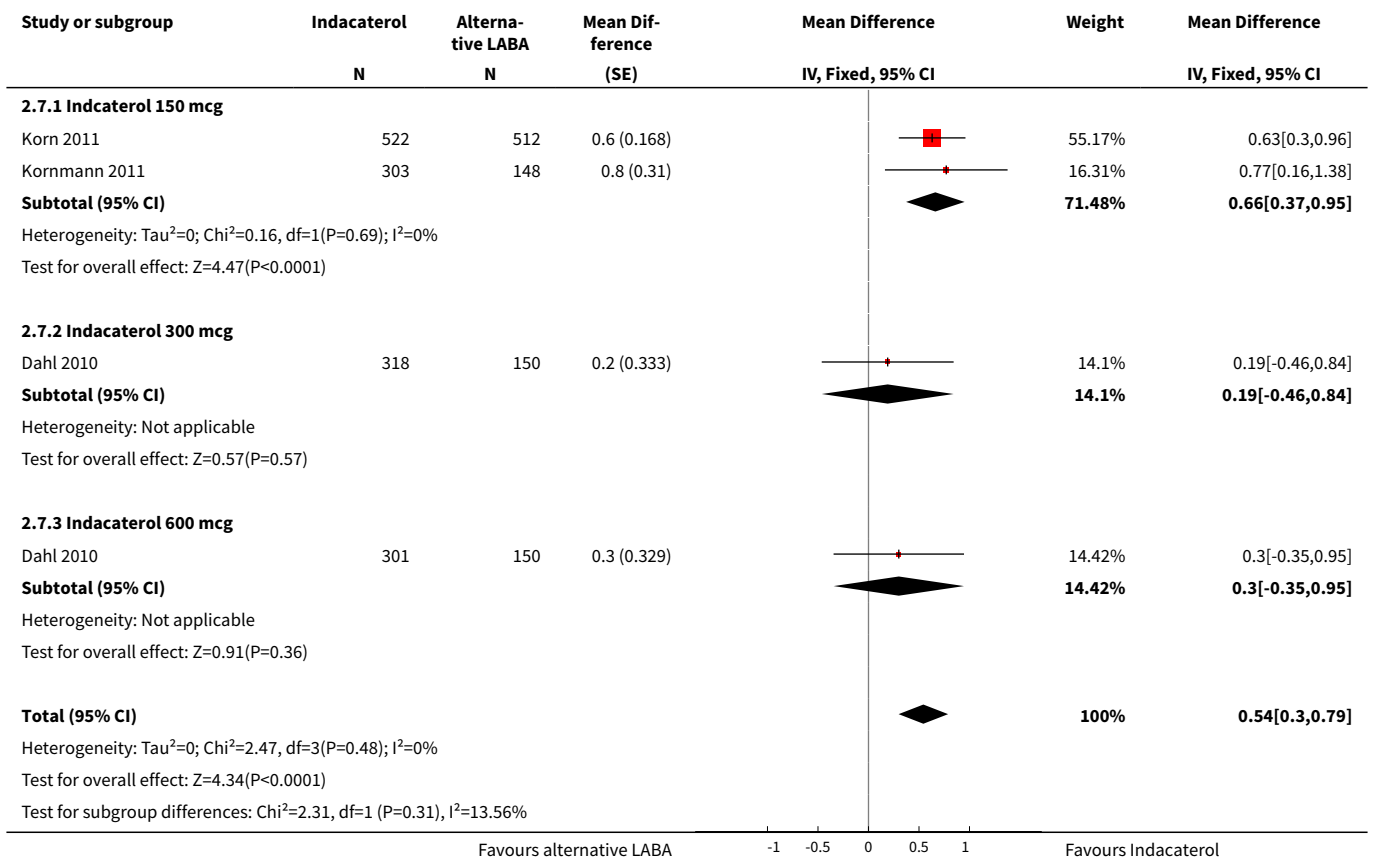 Study or subgroup Indacaterol Alterna- Mean Dif- Mean Difference Weight Mean Difference
tive LABA ference
N N (SE) IV, Fixed, 95% CI IV, Fixed, 95% CI
2.7.1 Indcaterol 150 mcg
Korn 2011 522 512 0.6 (0.168) 55.17% 0.63[0.3,0.96]
Kornmann 2011 303 148 0.8 (0.31) 16.31% 0.77[0.16,1.38]
Subtotal (95% CI) 71.48% 0.66[0.37,0.95]
Heterogeneity: Tau²=0; Chi²=0.16, df=1(P=0.69); I²=0%
Test for overall effect: Z=4.47(P<0.0001)
2.7.2 Indacaterol 300 mcg
Dahl 2010 318 150 0.2 (0.333) 14.1% 0.19[-0.46,0.84]
Subtotal (95% CI) 14.1% 0.19[-0.46,0.84]
Heterogeneity: Not applicable
Test for overall effect: Z=0.57(P=0.57)
2.7.3 Indacaterol 600 mcg
Dahl 2010 301 150 0.3 (0.329) 14.42% 0.3[-0.35,0.95]
Subtotal (95% CI) 14.42% 0.3[-0.35,0.95]
Heterogeneity: Not applicable
Test for overall effect: Z=0.91(P=0.36)
Total (95% CI) 100% 0.54[0.3,0.79]
Heterogeneity: Tau²=0; Chi²=2.47, df=3(P=0.48); I²=0%
Test for overall effect: Z=4.34(P<0.0001)
Test for subgroup differences: Chi²=2.31, df=1 (P=0.31), I²=13.56%
Favours alternative LABA -1 -0.5 0 0.5 1 Favours Indacaterol